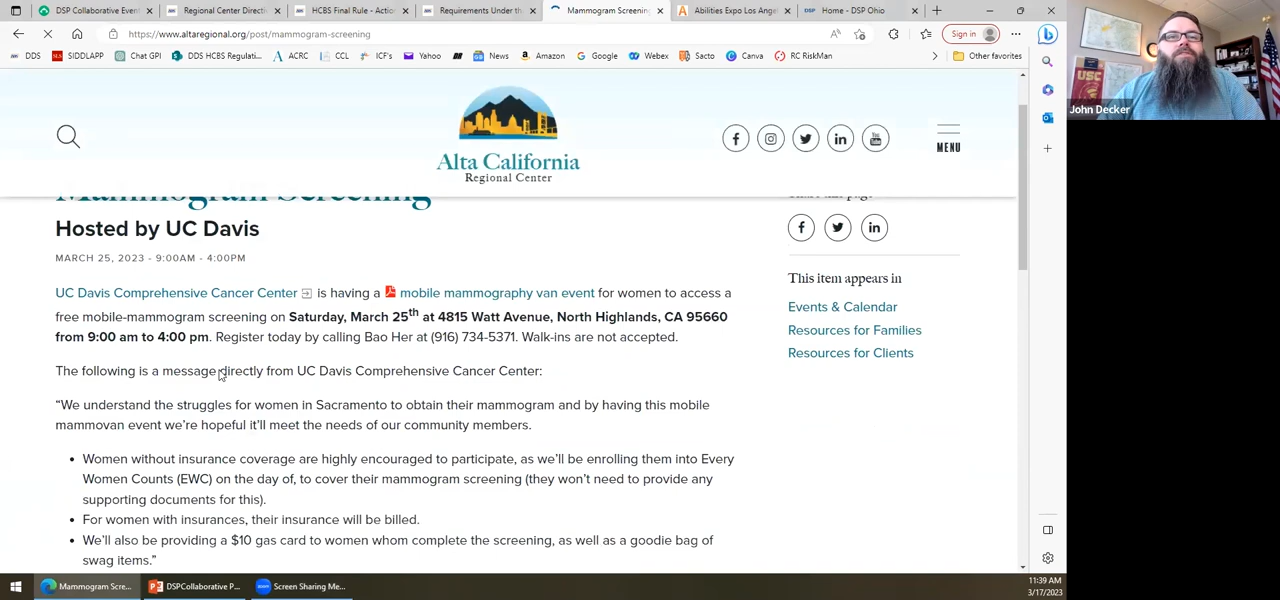 DSP Collaborative Event
Regional Center Directi
HCBS Final Rule - Action
Requirements Under th
Mammogram Screening
Abilities Expo Los Angel
DSP Home - DSP Ohio
https://www.altaregional.org/post/mammogram-screening
Sign in
DDS
SIDDLAPP
Chat GPI
DDS HCBS Regulati...
ACRC
CCL
ICF's
Yahoo
News
Amazon
Google
Webex
Sacto
Canva
RC RiskMan
Other favorites
John Decker
Alta California
Regional Center
MENU
Mammogram Screening
Share this page
Hosted by UC Davis
MARCH 25, 2023 - 9:00AM - 4:00PM
UC Davis Comprehensive Cancer Center is having a mobile mammography van event for women to access a
free mobile-mammogram screening on Saturday, March 25th at 4815 Watt Avenue, North Highlands, CA 95660
from 9:00 am to 4:00 pm. Register today by calling Bao Her at (916) 734-5371. Walk-ins are not accepted.
The following is a message directly from UC Davis Comprehensive Cancer Center:
“We understand the struggles for women in Sacramento to obtain their mammogram and by having this mobile
mammovan event we’re hopeful it’ll meet the needs of our community members.
• Women without insurance coverage are highly encouraged to participate, as we’ll be enrolling them into Every
Women Counts (EWC) on the day of, to cover their mammogram screening (they won’t need to provide any
supporting documents for this).
• For women with insurances, their insurance will be billed.
• We’ll also be providing a $10 gas card to women whom complete the screening, as well as a goodie bag of
swag items.”
This item appears in
Events & Calendar
Resources for Families
Resources for Clients
Mammogram Scre...
DSPCollaborative P...
Screen Sharing Me...
11:39 AM
3/17/2023
USC